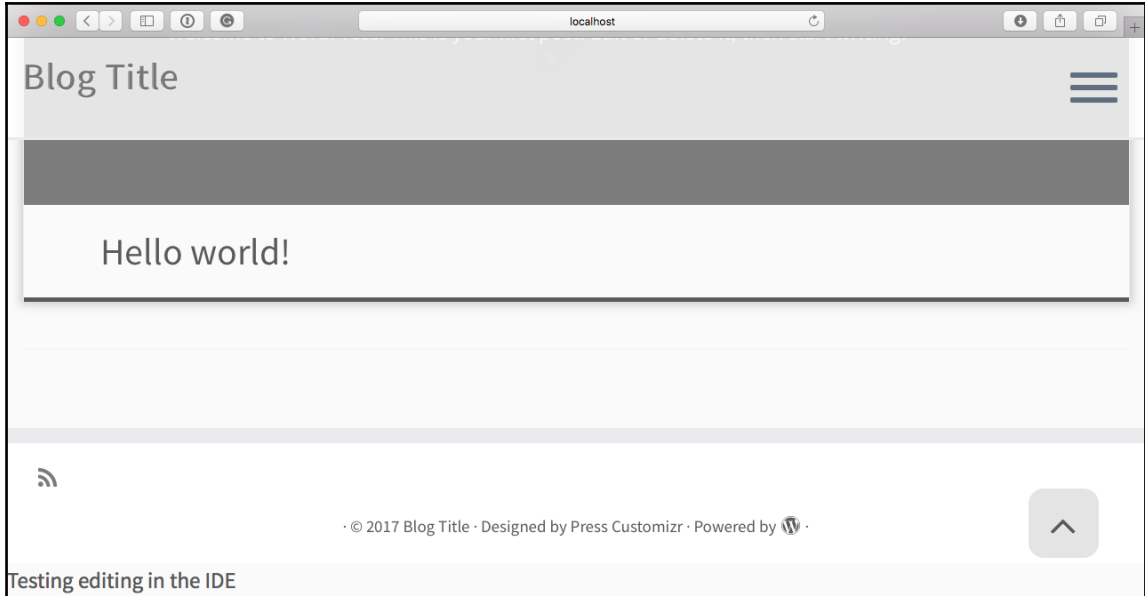 localhost
Blog Title
Hello world!
· © 2017 Blog Title · Designed by Press Customizr · Powered by ·
Testing editing in the IDE